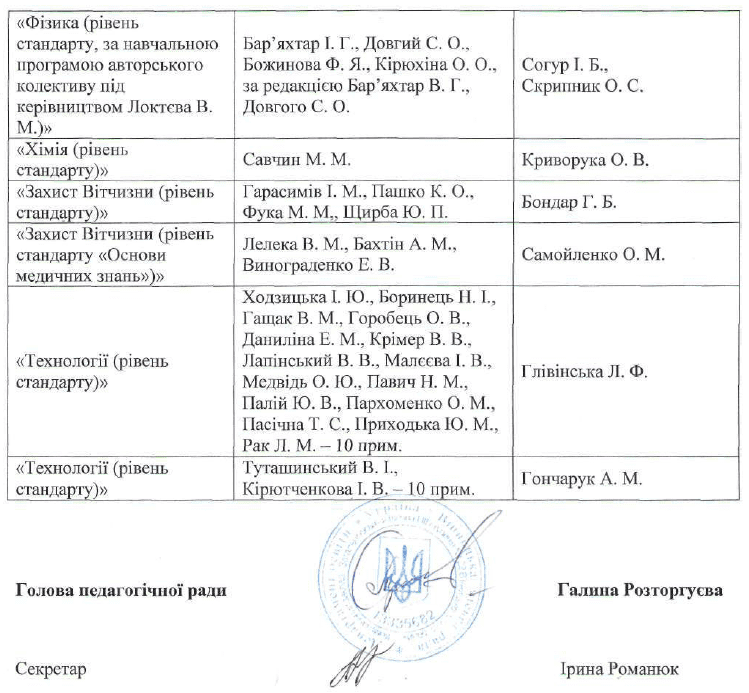 «Фізика (рівень
стандарту, за навчальною
програмою авторського
колективу під
керівництвом Локтєва В.
М.)»
Бар’яхтар І. Г., Довгий С. О.,
Божинова Ф. Я., Кірюхіна О. О.,
за редакцією Бар’яхтар В. Г.,
Довгого С. О.
Согур І. Б.,
Скрипник О. С.
«Хімія (рівень
стандарту)»
Савчин М. М.
Криворука О. В.
«Захист Вітчизни (рівень
стандарту)»
Гарасимів І. М., Пашко К. О.,
Фука М. М,, Щирба Ю. П.
Бондар Г. Б.
«Захист Вітчизни (рівень
стандарту «Основи
медичних знань»)»
Лелека В. М., Бахтін А. М.,
Винограденко Е. В.
Самойленко О. М.
«Технології (рівень
стандарту)»
Ходзицька І. Ю., Боринець Н. І.,
Гащак В. М., Горобець О. В.,
Даниліна Е. М., Крімер В. В.,
Лапінський В. В., Малєєва І. В.,
Медвідь О. Ю., Павич Н. М.,
Палій Ю. В., Пархоменко О. М.,
Пасічна Т. С., Приходька Ю. М.,
Рак Л. М. – 10 прим.
Глівінська Л. Ф.
«Технології (рівень
стандарту)»
Туташинський В. І.,
Кірютченкова І. В. – 10 прим.
Гончарук А. М.
Голова педагогічної ради
Галина Розторгуєва
Секретар
Ірина Романюк